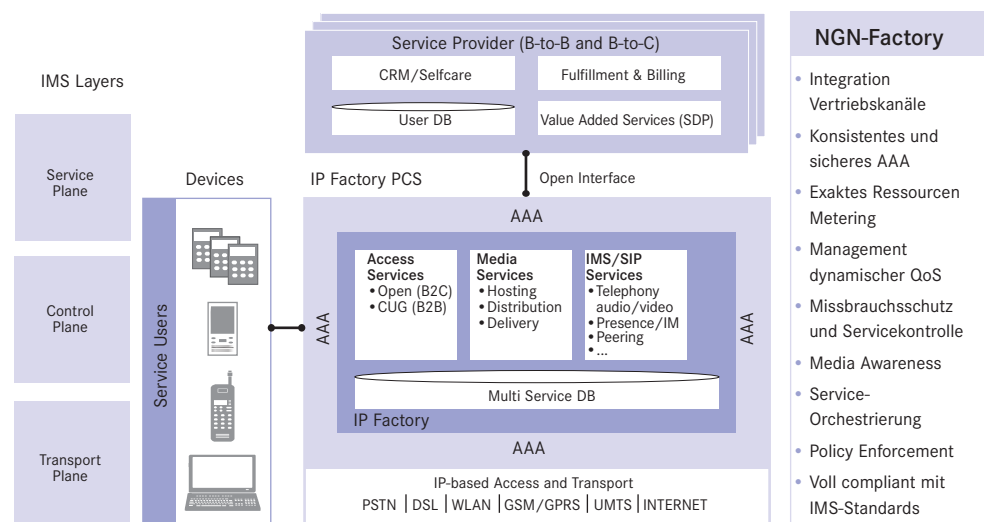 IMS Layers
Service
Plane
Control
Plane
Transport
Plane
Devices
Service Users
Service Provider (B-to-B and B-to-C)
CRM/Selfcare
Fulfillment & Billing
User DB
Value Added Services (SDP)
Open Interface
IP Factory PCS
AAA
AAA
Access
Services
• Open (B2C)
• CUG (B2B)
Media
Services
• Hosting
• Distribution
• Delivery
IMS/SIP
Services
• Telephony
audio/video
• Presence/IM
• Peering
• ...
AAA
Multi Service DB
IP Factory
AAA
IP-based Access and Transport
PSTN | DSL | WLAN | GSM/GPRS | UMTS | INTERNET
NGN-Factory
• Integration
Vertriebskanäle
• Konsistentes und
sicheres AAA
• Exaktes Ressourcen
Metering
• Management
dynamischer QoS
• Missbrauchsschutz
und Servicekontrolle
• Media Awareness
• Service-
Orchestrierung
• Policy Enforcement
• Voll compliant mit
IMS-Standards